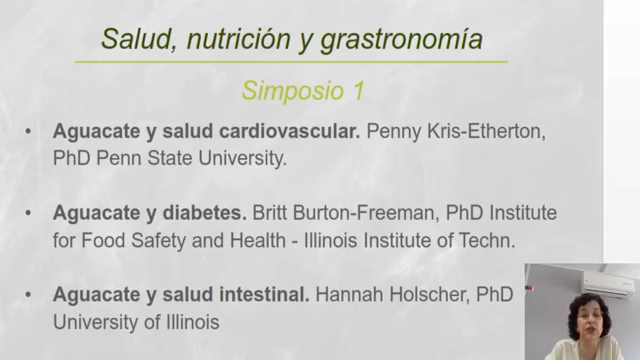 Salud, nutrición y grastronomía
Simposio 1
• Aguacate y salud cardiovascular. Penny Kris-Etherton,
PhD Penn State University.
• Aguacate y diabetes. Britt Burton-Freeman, PhD Institute
for Food Safety and Health - Illinois Institute of Techn.
• Aguacate y salud intestinal. Hannah Holscher, PhD
University of Illinois